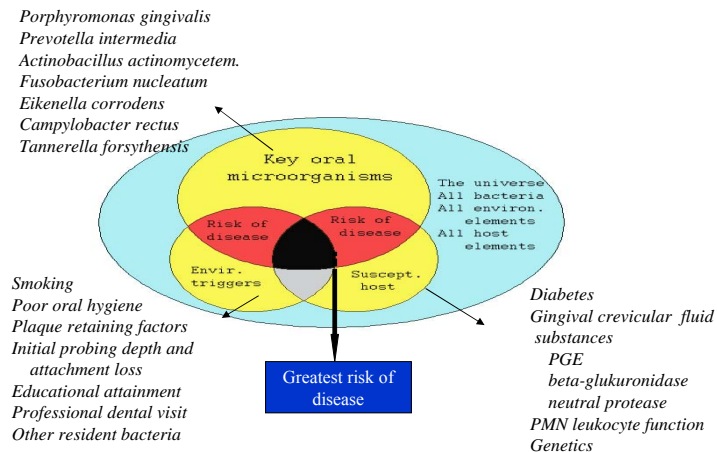 Porphyromonas gingivalis
Prevotella intermedia
Actinobacillus actinomycetem.
Fusobacterium nucleatum
Eikenella corrodens
Campylobacter rectus
Tannerella forsythensis
Key oral
microorganisms
The universe
All bacteria
All environ.
elements
All host
elements
Risk of
disease
Risk of
disease
Envir.
triggers
Suscept.
host
Smoking
Poor oral hygiene
Plaque retaining factors
Initial probing depth and
attachment loss
Educational attainment
Professional dental visit
Other resident bacteria
Greatest risk of
disease
Diabetes
Gingival crevicular fluid
substances
PGE
beta-glukuronidase
neutral protease
PMN leukocyte function
Genetics